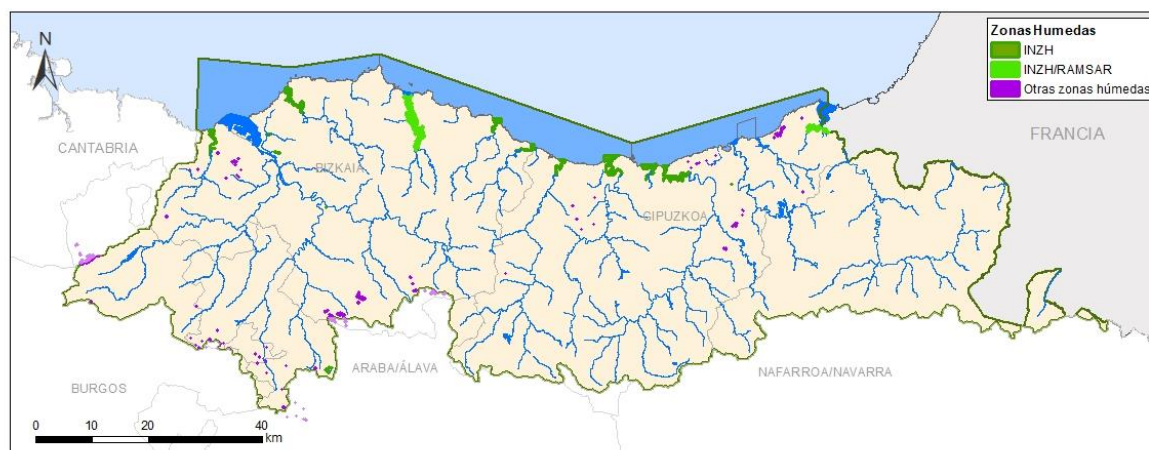 N
Zonas Humedas
INZH
INZH/RAMSAR
Otras zonas húmedas
FRANCIA
CANTABRIA
BIZKAIA
GIPUZKOA
ARABA/ÁLAVA
NAFARROA/NAVARRA
BURGOS
0 10 20 40
km